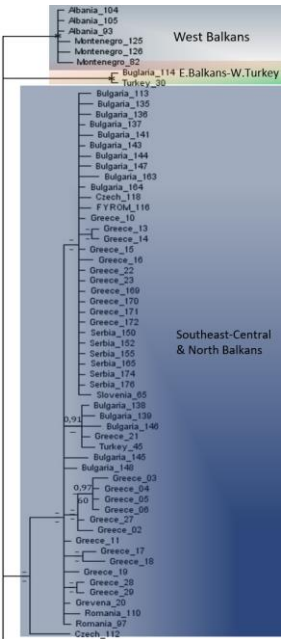 Albania_104
Albania_105
Albania_93
Montenegro_125
Montenegro_126
Montenegro_82
West Balkans
Buglaria_114
Turkey_30
E.Balkans-W.Turkey
Bulgaria_113
Bulgaria_135
Bulgaria_136
Bulgaria_137
Bulgaria_141
Bulgaria_143
Bulgaria_144
Bulgaria_147
Bulgaria_163
Bulgaria_164
Czech_118
FYROM_116
Greece_10
Greece_13
Greece_14
Greece_15
Greece_16
Greece_22
Greece_23
Greece_169
Greece_170
Greece_171
Greece_172
Serbia_150
Serbia_152
Serbia_155
Serbia_165
Serbia_174
Serbia_176
Slovenia_65
Southeast-Central
& North Balkans
Bulgaria_138
0,91
Bulgaria_139
Bulgaria_146
Greece_21
Turkey_45
Bulgaria_145
Bulgaria_148
Greece_03
0,97
Greece_04
60
Greece_05
Greece_06
Greece_27
Greece_02
Greece_11
Greece_17
Greece_18
Greece_19
Greece_28
Greece_29
Grevena_20
Romania_110
Romania_97
Czech_112